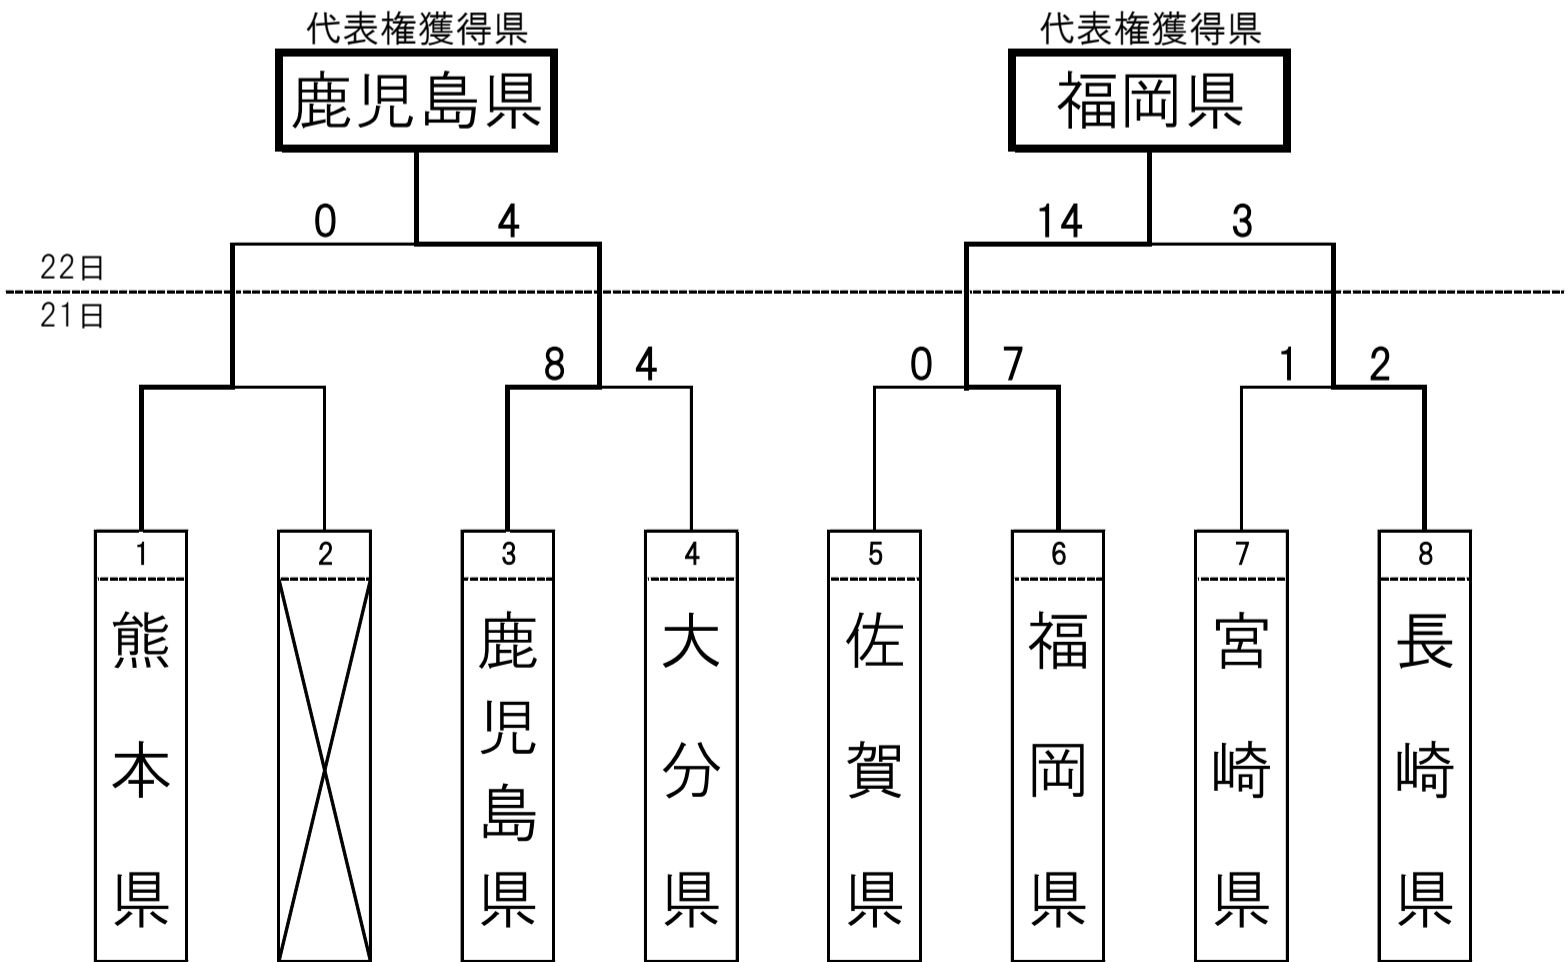 代表権獲得県 代表権獲得県
鹿児島県 福岡県
0 4 14 3
22日
21日
8 4 0 7 1 2
1 2 3 4 5 6 7 8
熊本県
鹿児島県
大分県
佐賀県
福岡県
宮崎県
長崎県